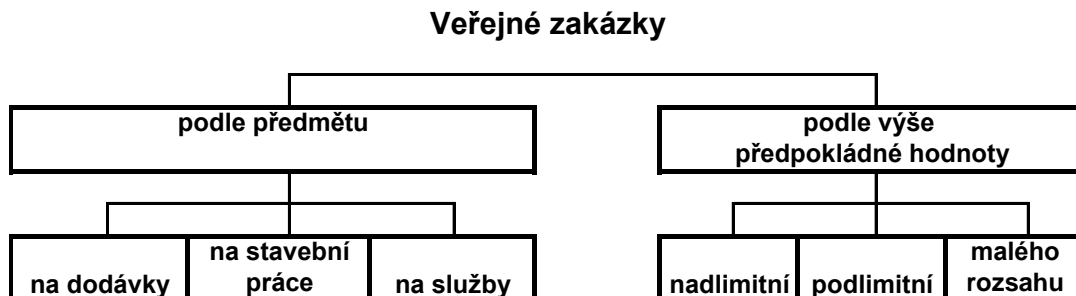 Veřejné zakázky
podle předmětu
podle výše
předpokládné hodnoty
na dodávky
na stavební
práce
na služby
nadlimitní
podlimitní
malého
rozsahu